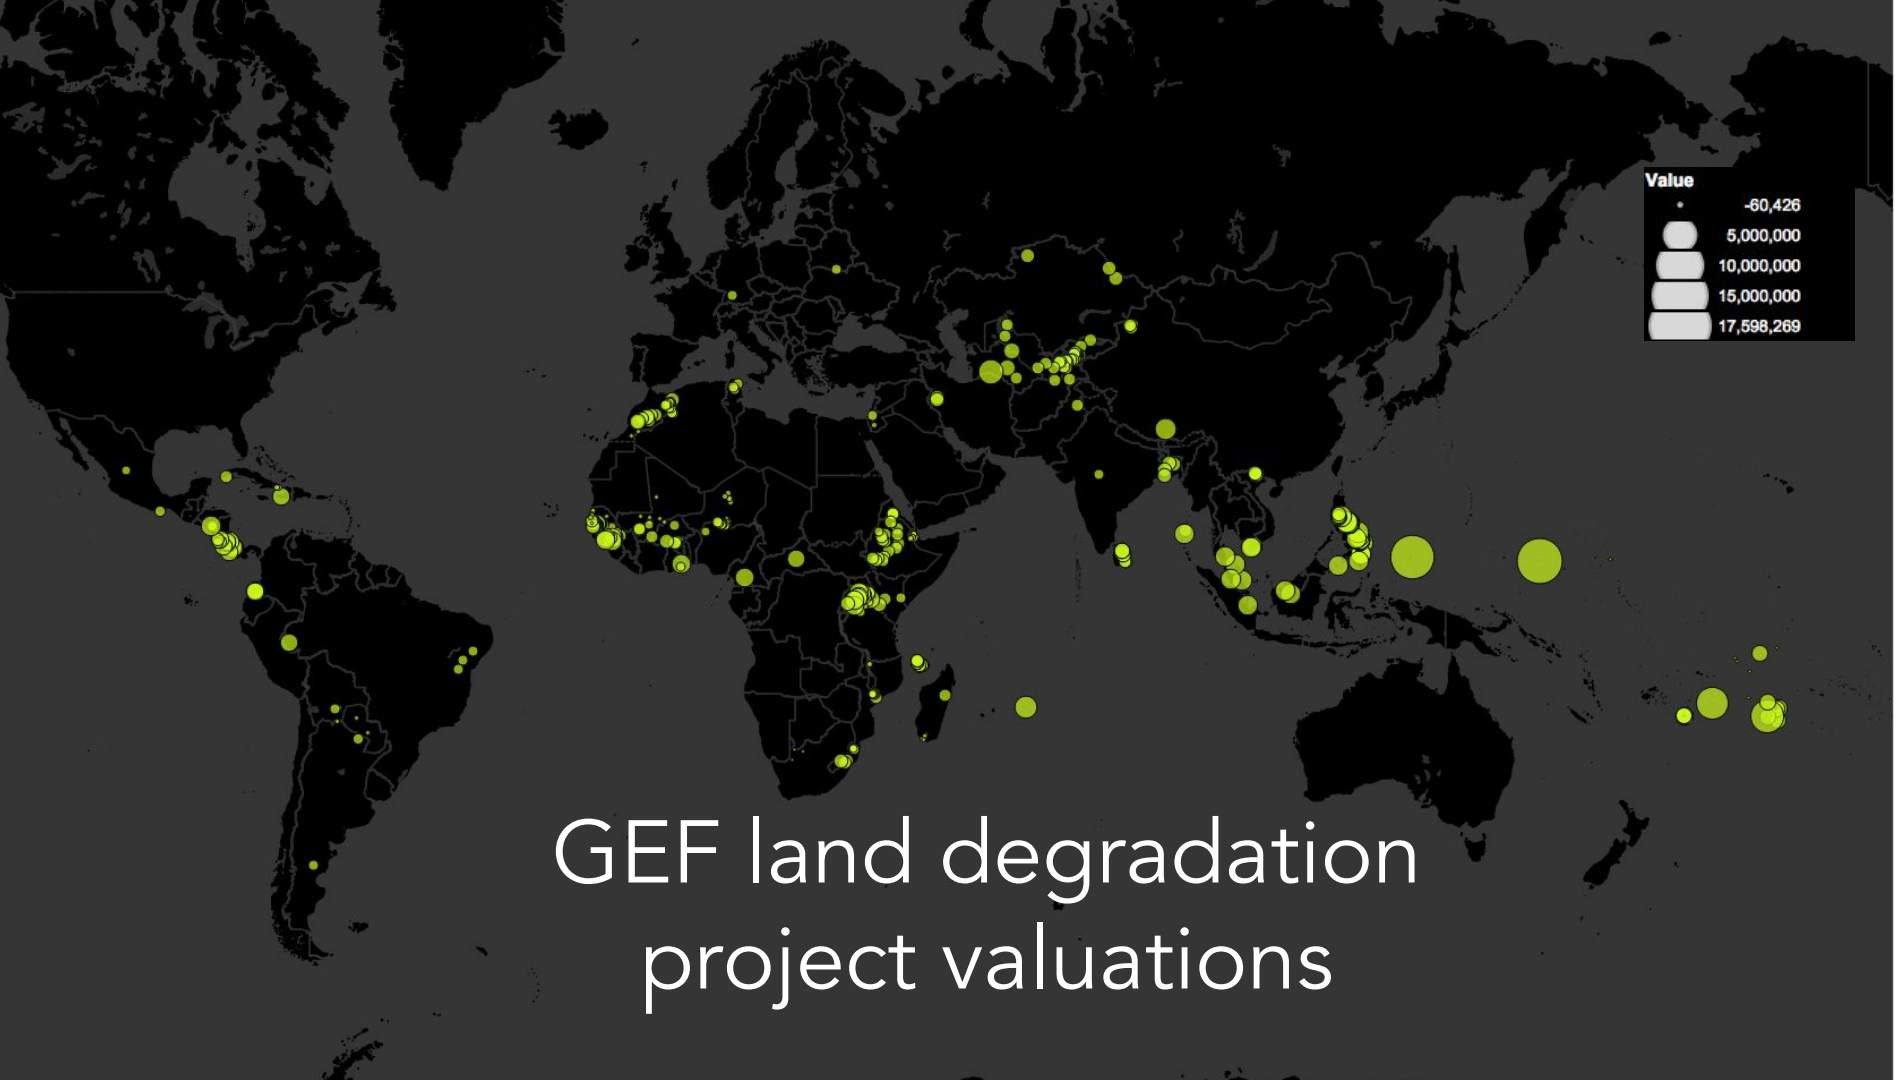 Value
-60,426
5,000,000
10,000,000
15,000,000
17,598,269
GEF land degradation
project valuations